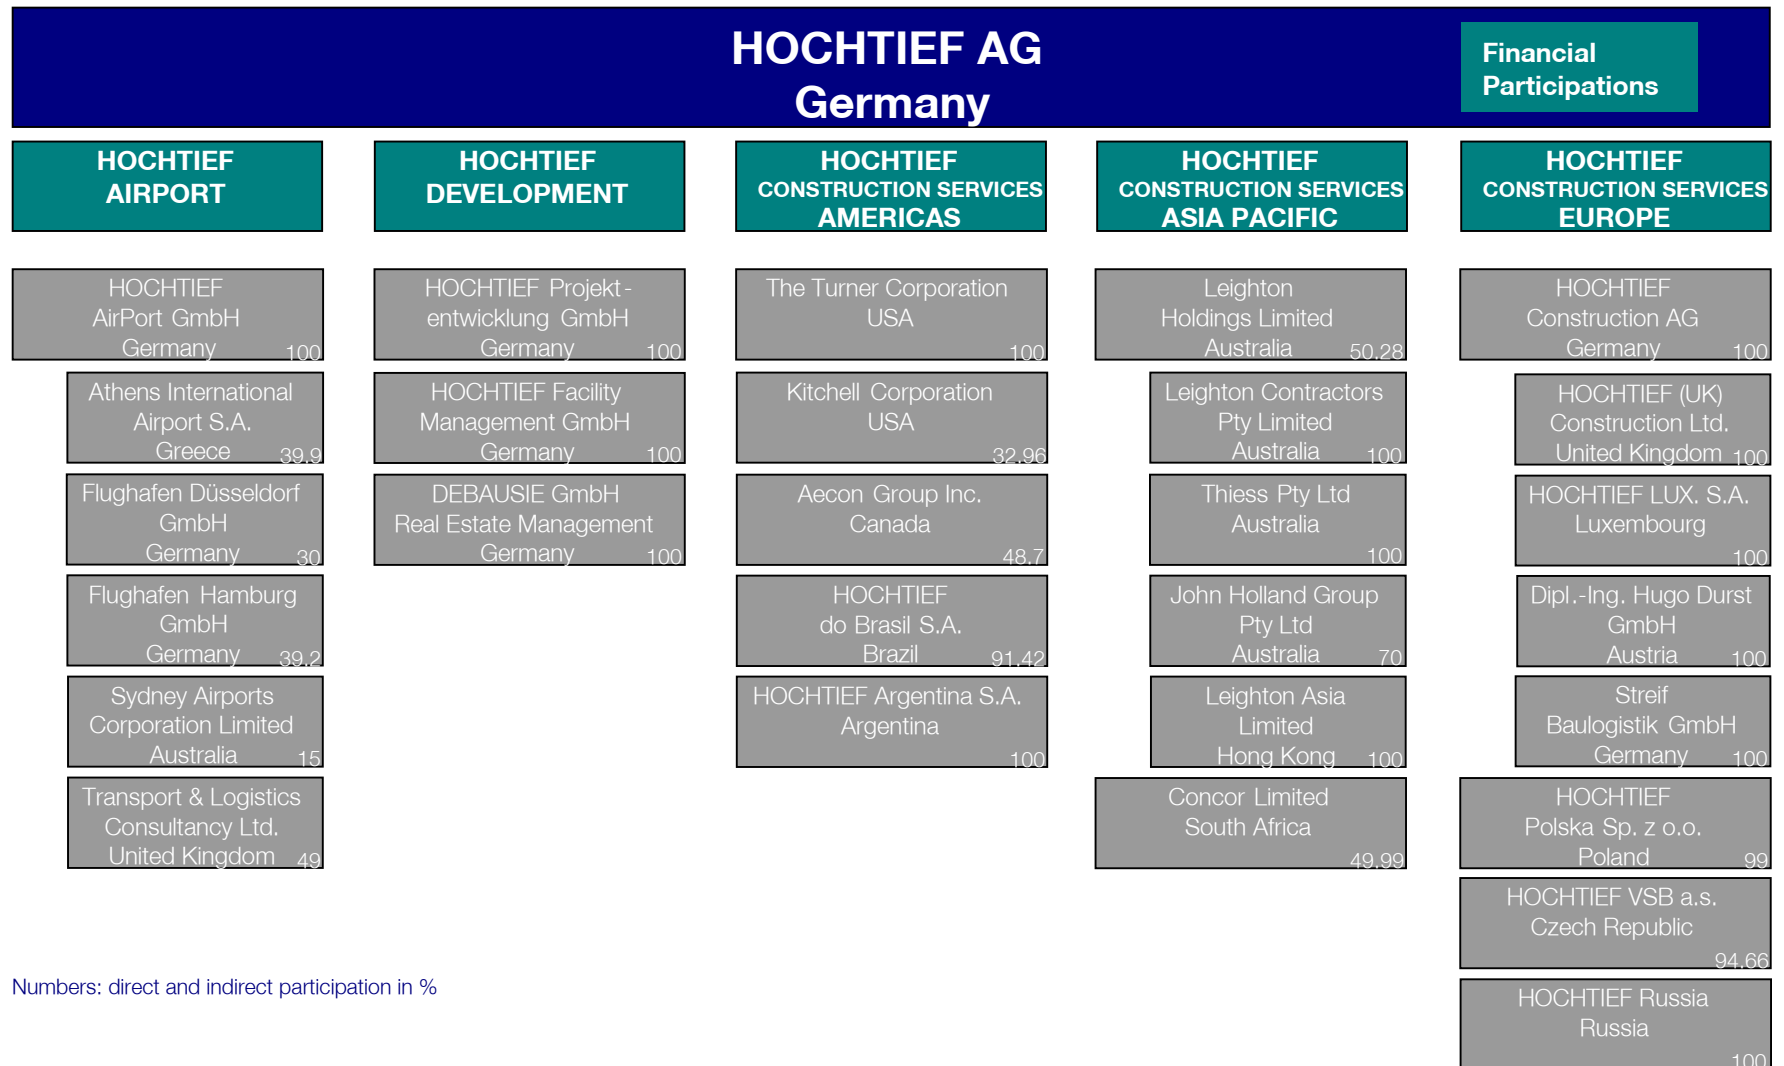 HOCHTIEF AG
Germany
Financial
Participations
HOCHTIEF
AIRPORT
HOCHTIEF
DEVELOPMENT
HOCHTIEF
CONSTRUCTION SERVICES
AMERICAS
HOCHTIEF
CONSTRUCTION SERVICES
ASIA PACIFIC
HOCHTIEF
CONSTRUCTION SERVICES
EUROPE
HOCHTIEF
AirPort GmbH
Germany 100
Athens International
Airport S.A.
Greece 39.9
Flughafen Düsseldorf
GmbH
Germany 30
Flughafen Hamburg
GmbH
Germany 39.2
Sydney Airports
Corporation Limited
Australia 15
Transport & Logistics
Consultancy Ltd.
United Kingdom 49
HOCHTIEF Projekt-
entwicklung GmbH
Germany 100
HOCHTIEF Facility
Management GmbH
Germany 100
DEBAUSIE GmbH
Real Estate Management
Germany 100
The Turner Corporation
USA
100
Kitchell Corporation
USA
32.96
Aecon Group Inc.
Canada
48.7
HOCHTIEF
do Brasil S.A.
Brazil 91.42
HOCHTIEF Argentina S.A.
Argentina
100
Leighton
Holdings Limited
Australia 50.28
Leighton Contractors
Pty Limited
Australia 100
Thiess Pty Ltd
Australia
100
John Holland Group
Pty Ltd
Australia 70
Leighton Asia
Limited
Hong Kong 100
Concor Limited
South Africa
49.99
HOCHTIEF
Construction AG
Germany 100
HOCHTIEF (UK)
Construction Ltd.
United Kingdom 100
HOCHTIEF LUX. S.A.
Luxembourg
100
Dipl.-Ing. Hugo Durst
GmbH
Austria 100
Streif
Baulogistik GmbH
Germany 100
HOCHTIEF
Polska Sp. z o.o.
Poland 99
HOCHTIEF VSB a.s.
Czech Republic
94.66
HOCHTIEF Russia
Russia
100
Numbers: direct and indirect participation in %